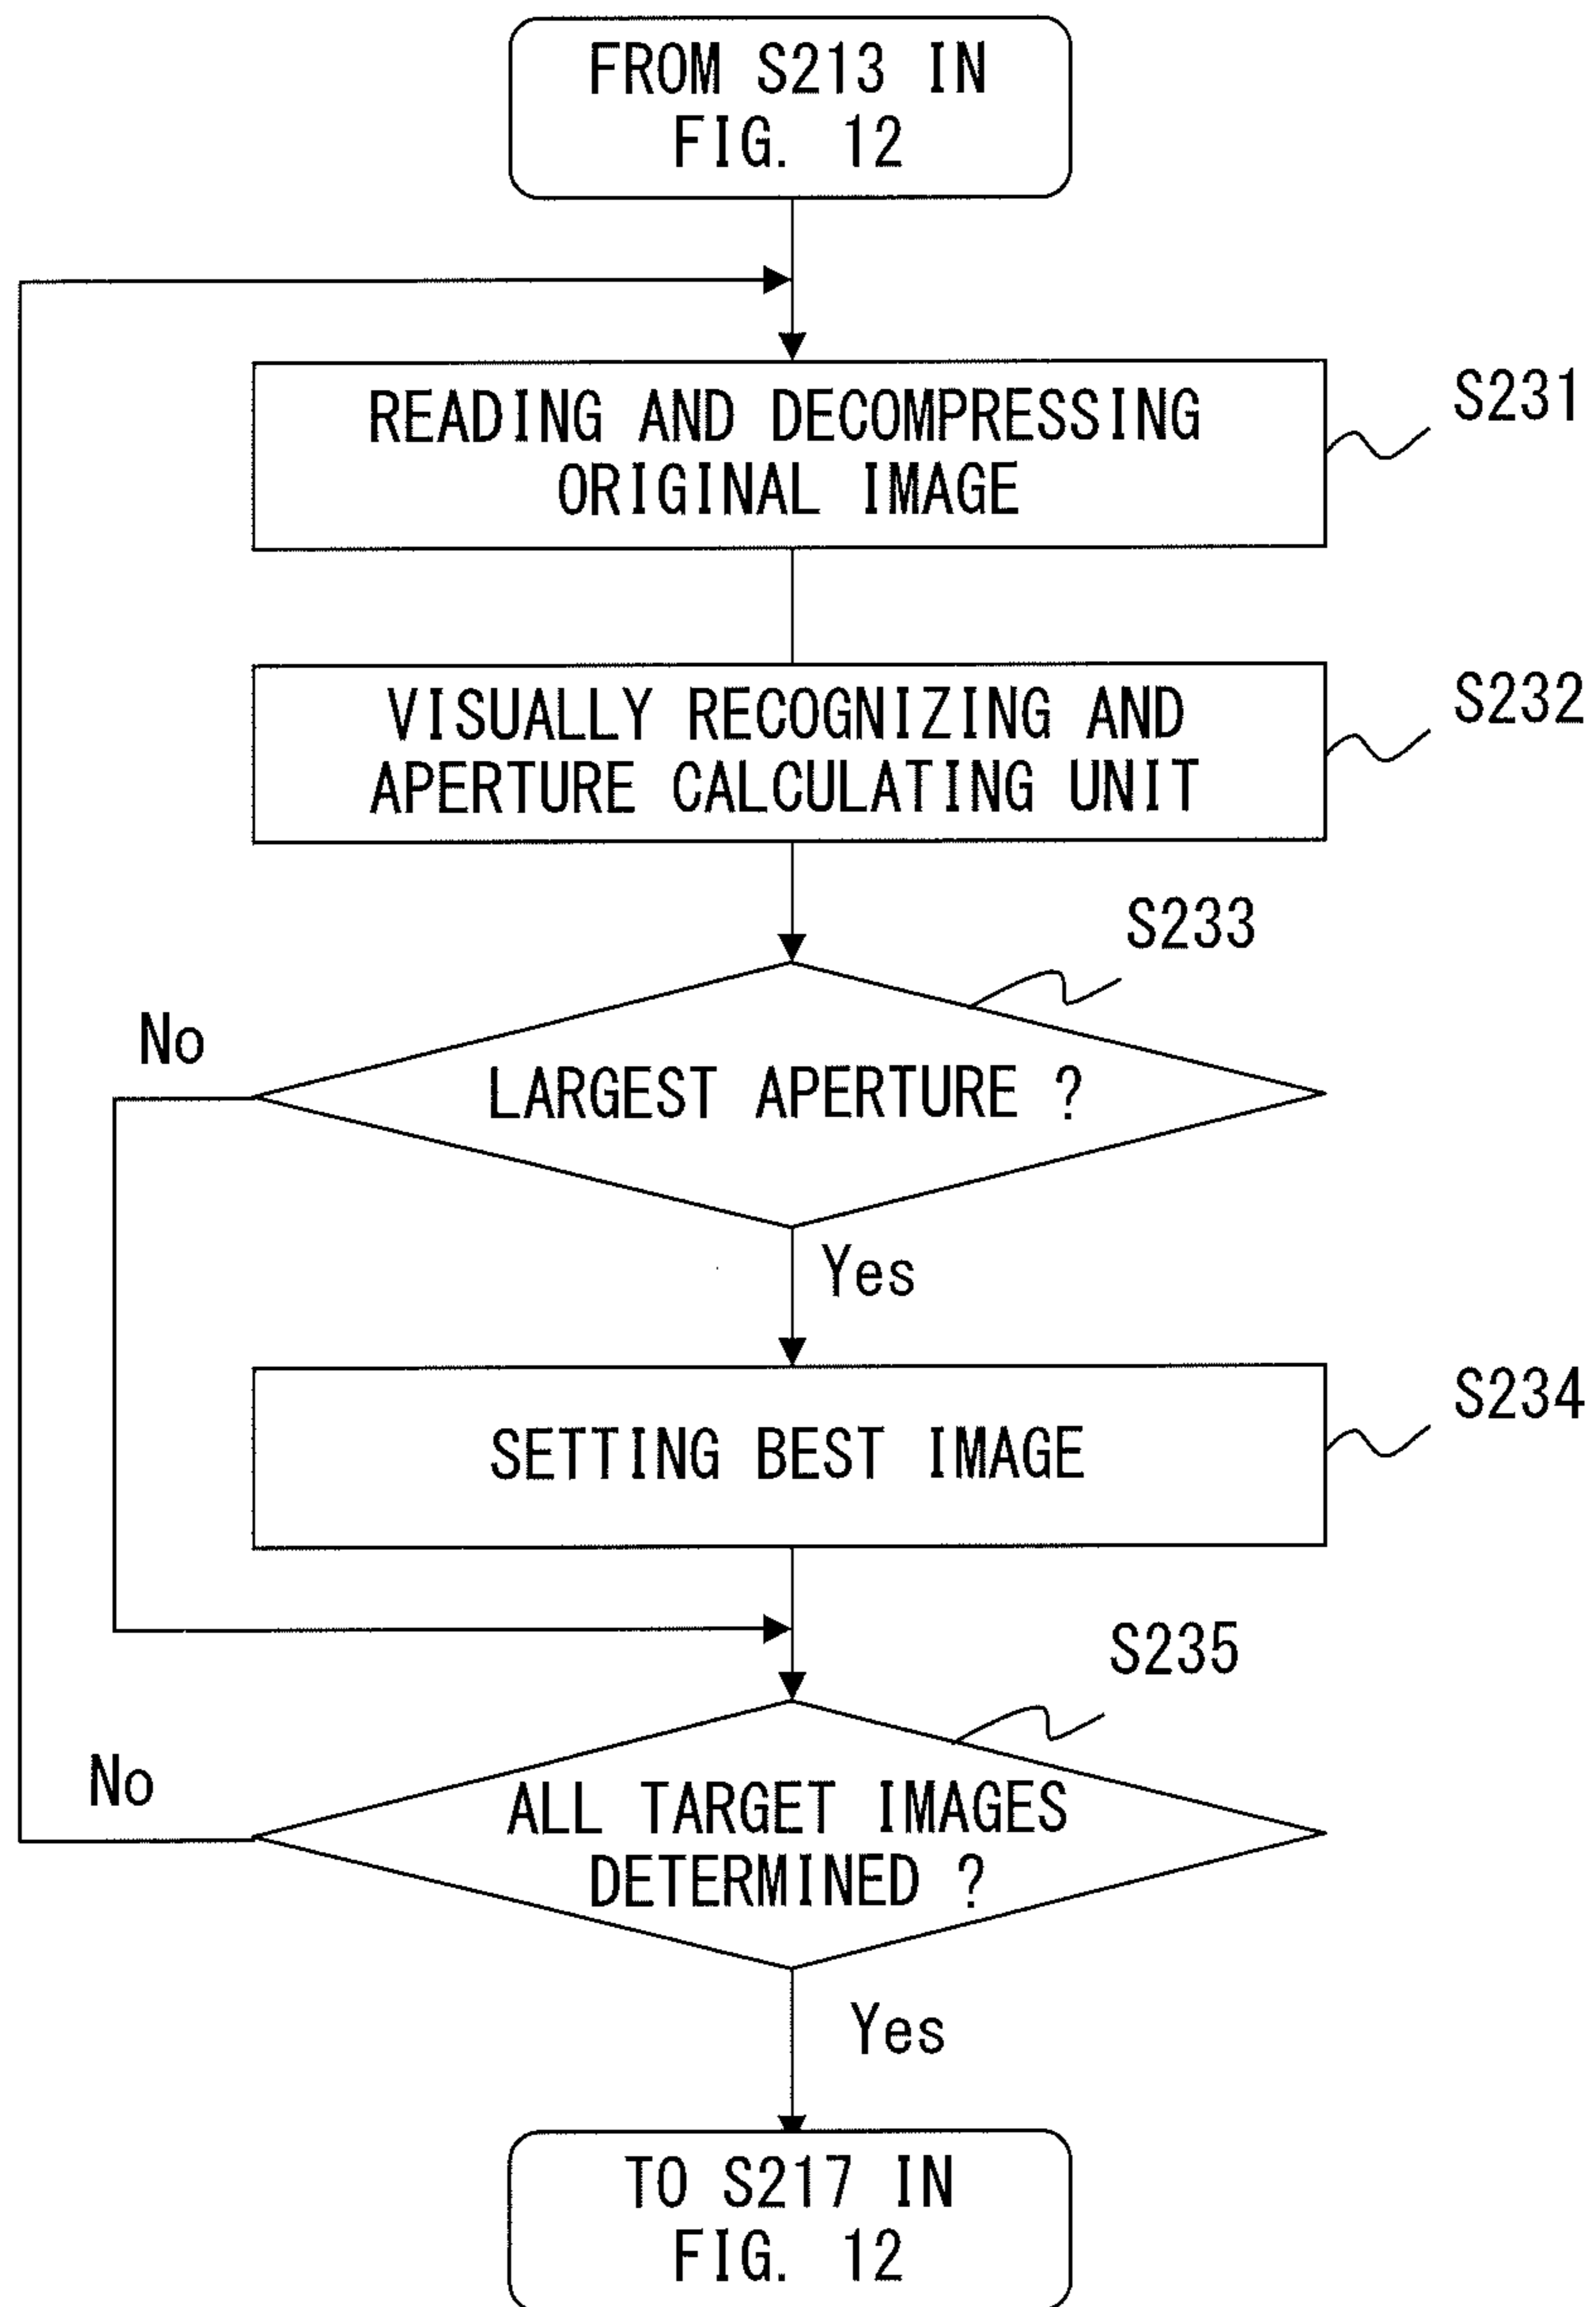 FROM S213 IN
FIG. 12
READING AND DECOMPRESSING
ORIGINAL IMAGE
S231
VISUALLY RECOGNIZING AND
APERTURE CALCULATING UNIT
S232
S233
No
LARGEST APERTURE ?
Yes
SETTING BEST IMAGE
S234
S235
No
ALL TARGET IMAGES
DETERMINED ?
Yes
TO S217 IN
FIG. 12